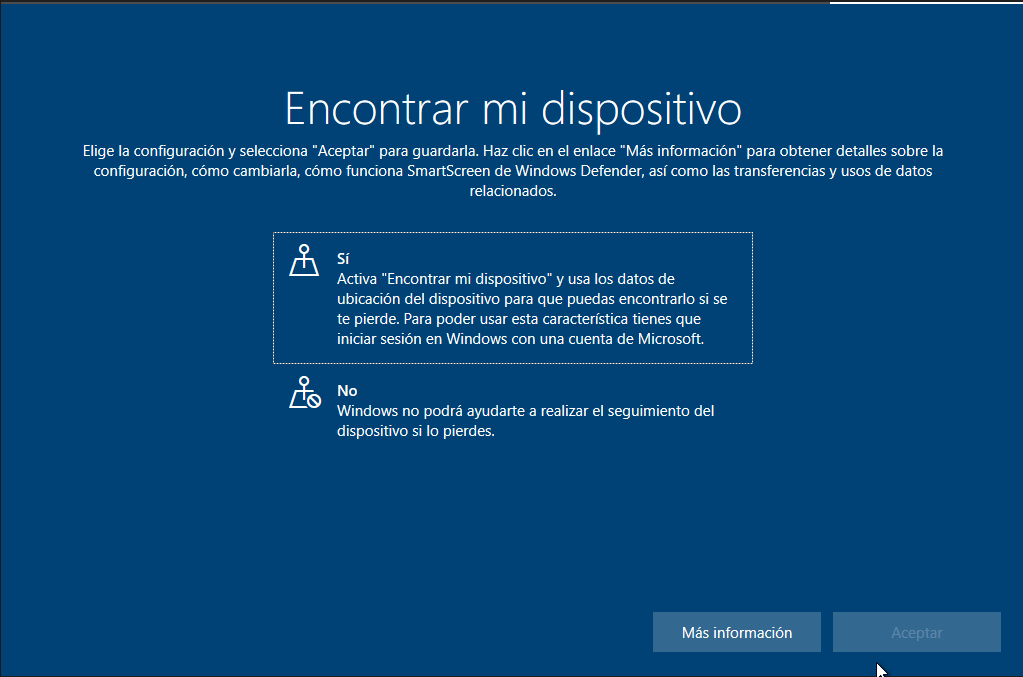 Encontrar mi dispositivo
Elige la configuración y selecciona "Aceptar" para guardarla. Haz clic en el enlace "Más información" para obtener detalles sobre la
configuración, cómo cambiarla, cómo funciona SmartScreen de Windows Defender, así como las transferencias y usos de datos
relacionados.
Sí
Activa "Encontrar mi dispositivo" y usa los datos de
ubicación del dispositivo para que puedas encontrarlo si se
te pierde. Para poder usar esta característica tienes que
iniciar sesión en Windows con una cuenta de Microsoft.
No
Windows no podrá ayudarte a realizar el seguimiento del
dispositivo si lo pierdes.
Más información
Aceptar